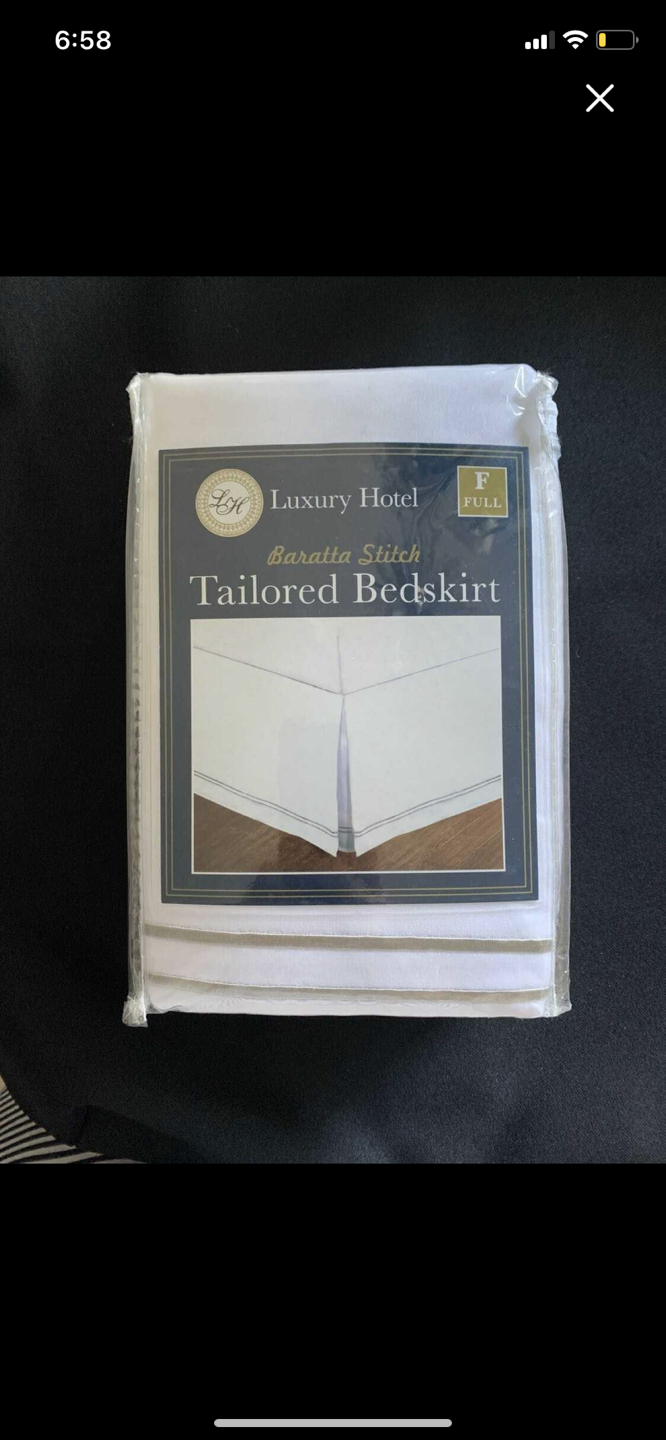 6:58
LH
Luxury Hotel
F
FULL
Baratta Stitch
Tailored Bedskirt